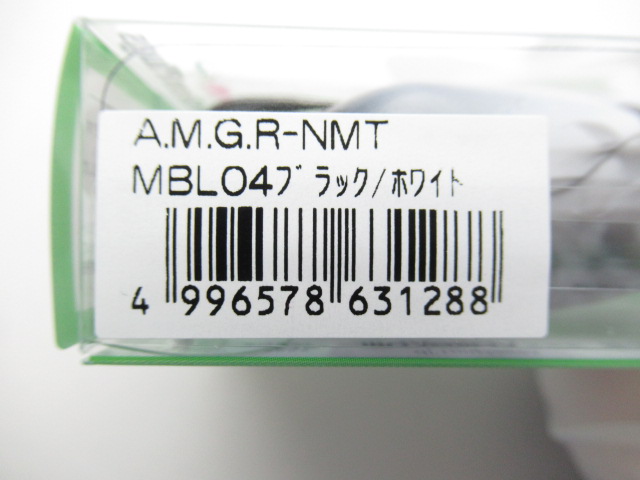 A.M.G.R-NMT
MBL04ﾌﾞﾗｯｸ/ﾎﾜｲﾄ
4 996578 631288